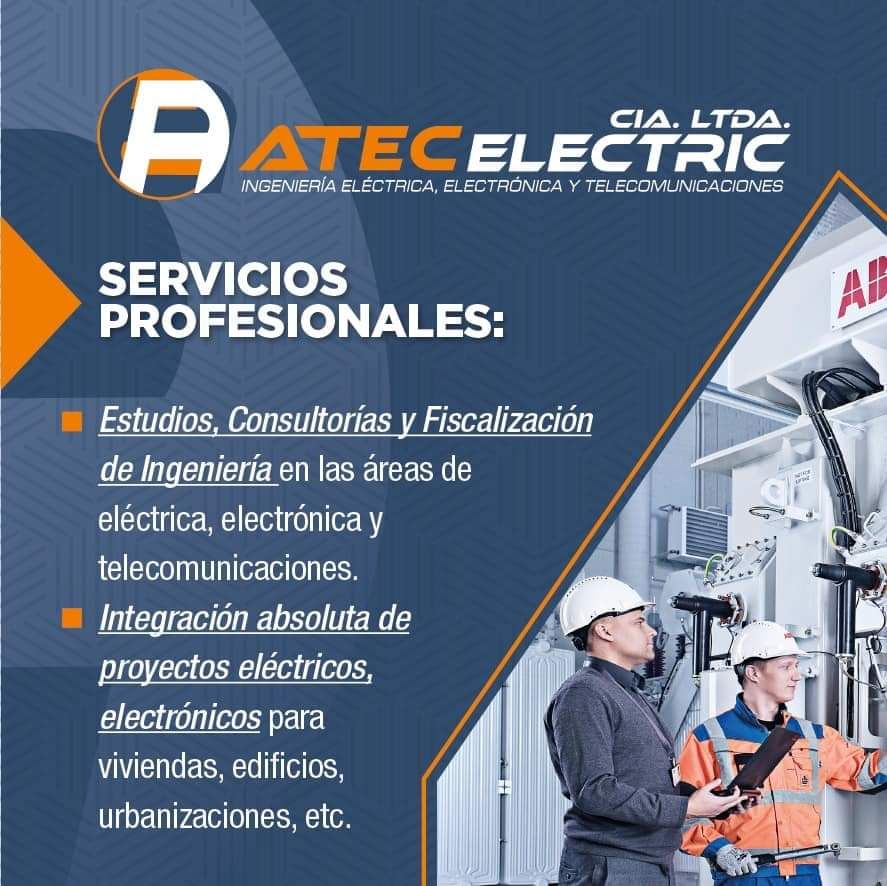 CIA. LTDA.
ATEC ELECTRIC
INGENIERÍA ELÉCTRICA, ELECTRÓNICA Y TELECOMUNICACIONES
SERVICIOS
PROFESIONALES:
Estudios, Consultorías y Fiscalización
de Ingeniería en las áreas de
eléctrica, electrónica y
telecomunicaciones.
Integración absoluta de
proyectos eléctricos,
electrónicos para
viviendas, edificios,
urbanizaciones, etc.
AB